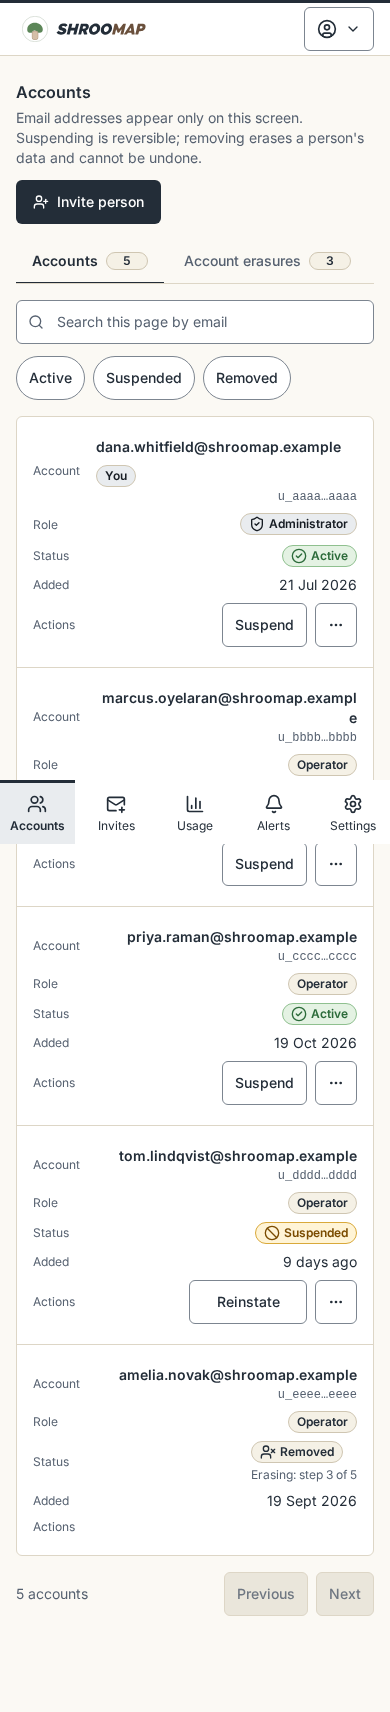 SHROOMAP
Accounts
Email addresses appear only on this screen.
Suspending is reversible; removing erases a person's
data and cannot be undone.
Invite person
Accounts 5 Account erasures 3
Search this page by email
Active Suspended Removed
dana.whitfield@shroomap.example
Account You
u_aaaa…aaaa
Role Administrator
Status Active
Added 21 Jul 2026
Actions Suspend ...
marcus.oyelaran@shroomap.exampl
Account e
u_bbbb…bbbb
Role Operator
Accounts Invites Usage Alerts Settings
Actions Suspend ...
Account priya.raman@shroomap.example
u_cccc…cccc
Role Operator
Status Active
Added 19 Oct 2026
Actions Suspend ...
Account tom.lindqvist@shroomap.example
u_dddd…dddd
Role Operator
Status Suspended
Added 9 days ago
Actions Reinstate ...
Account amelia.novak@shroomap.example
u_eeee…eeee
Role Operator
Status Removed
Erasing: step 3 of 5
Added 19 Sept 2026
Actions
5 accounts Previous Next